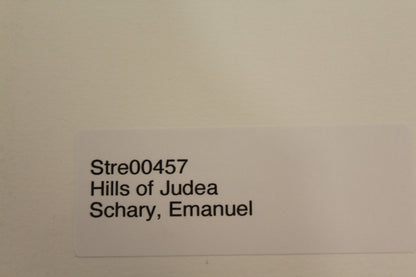 Stre00457
Hills of Judea
Schary, Emanuel